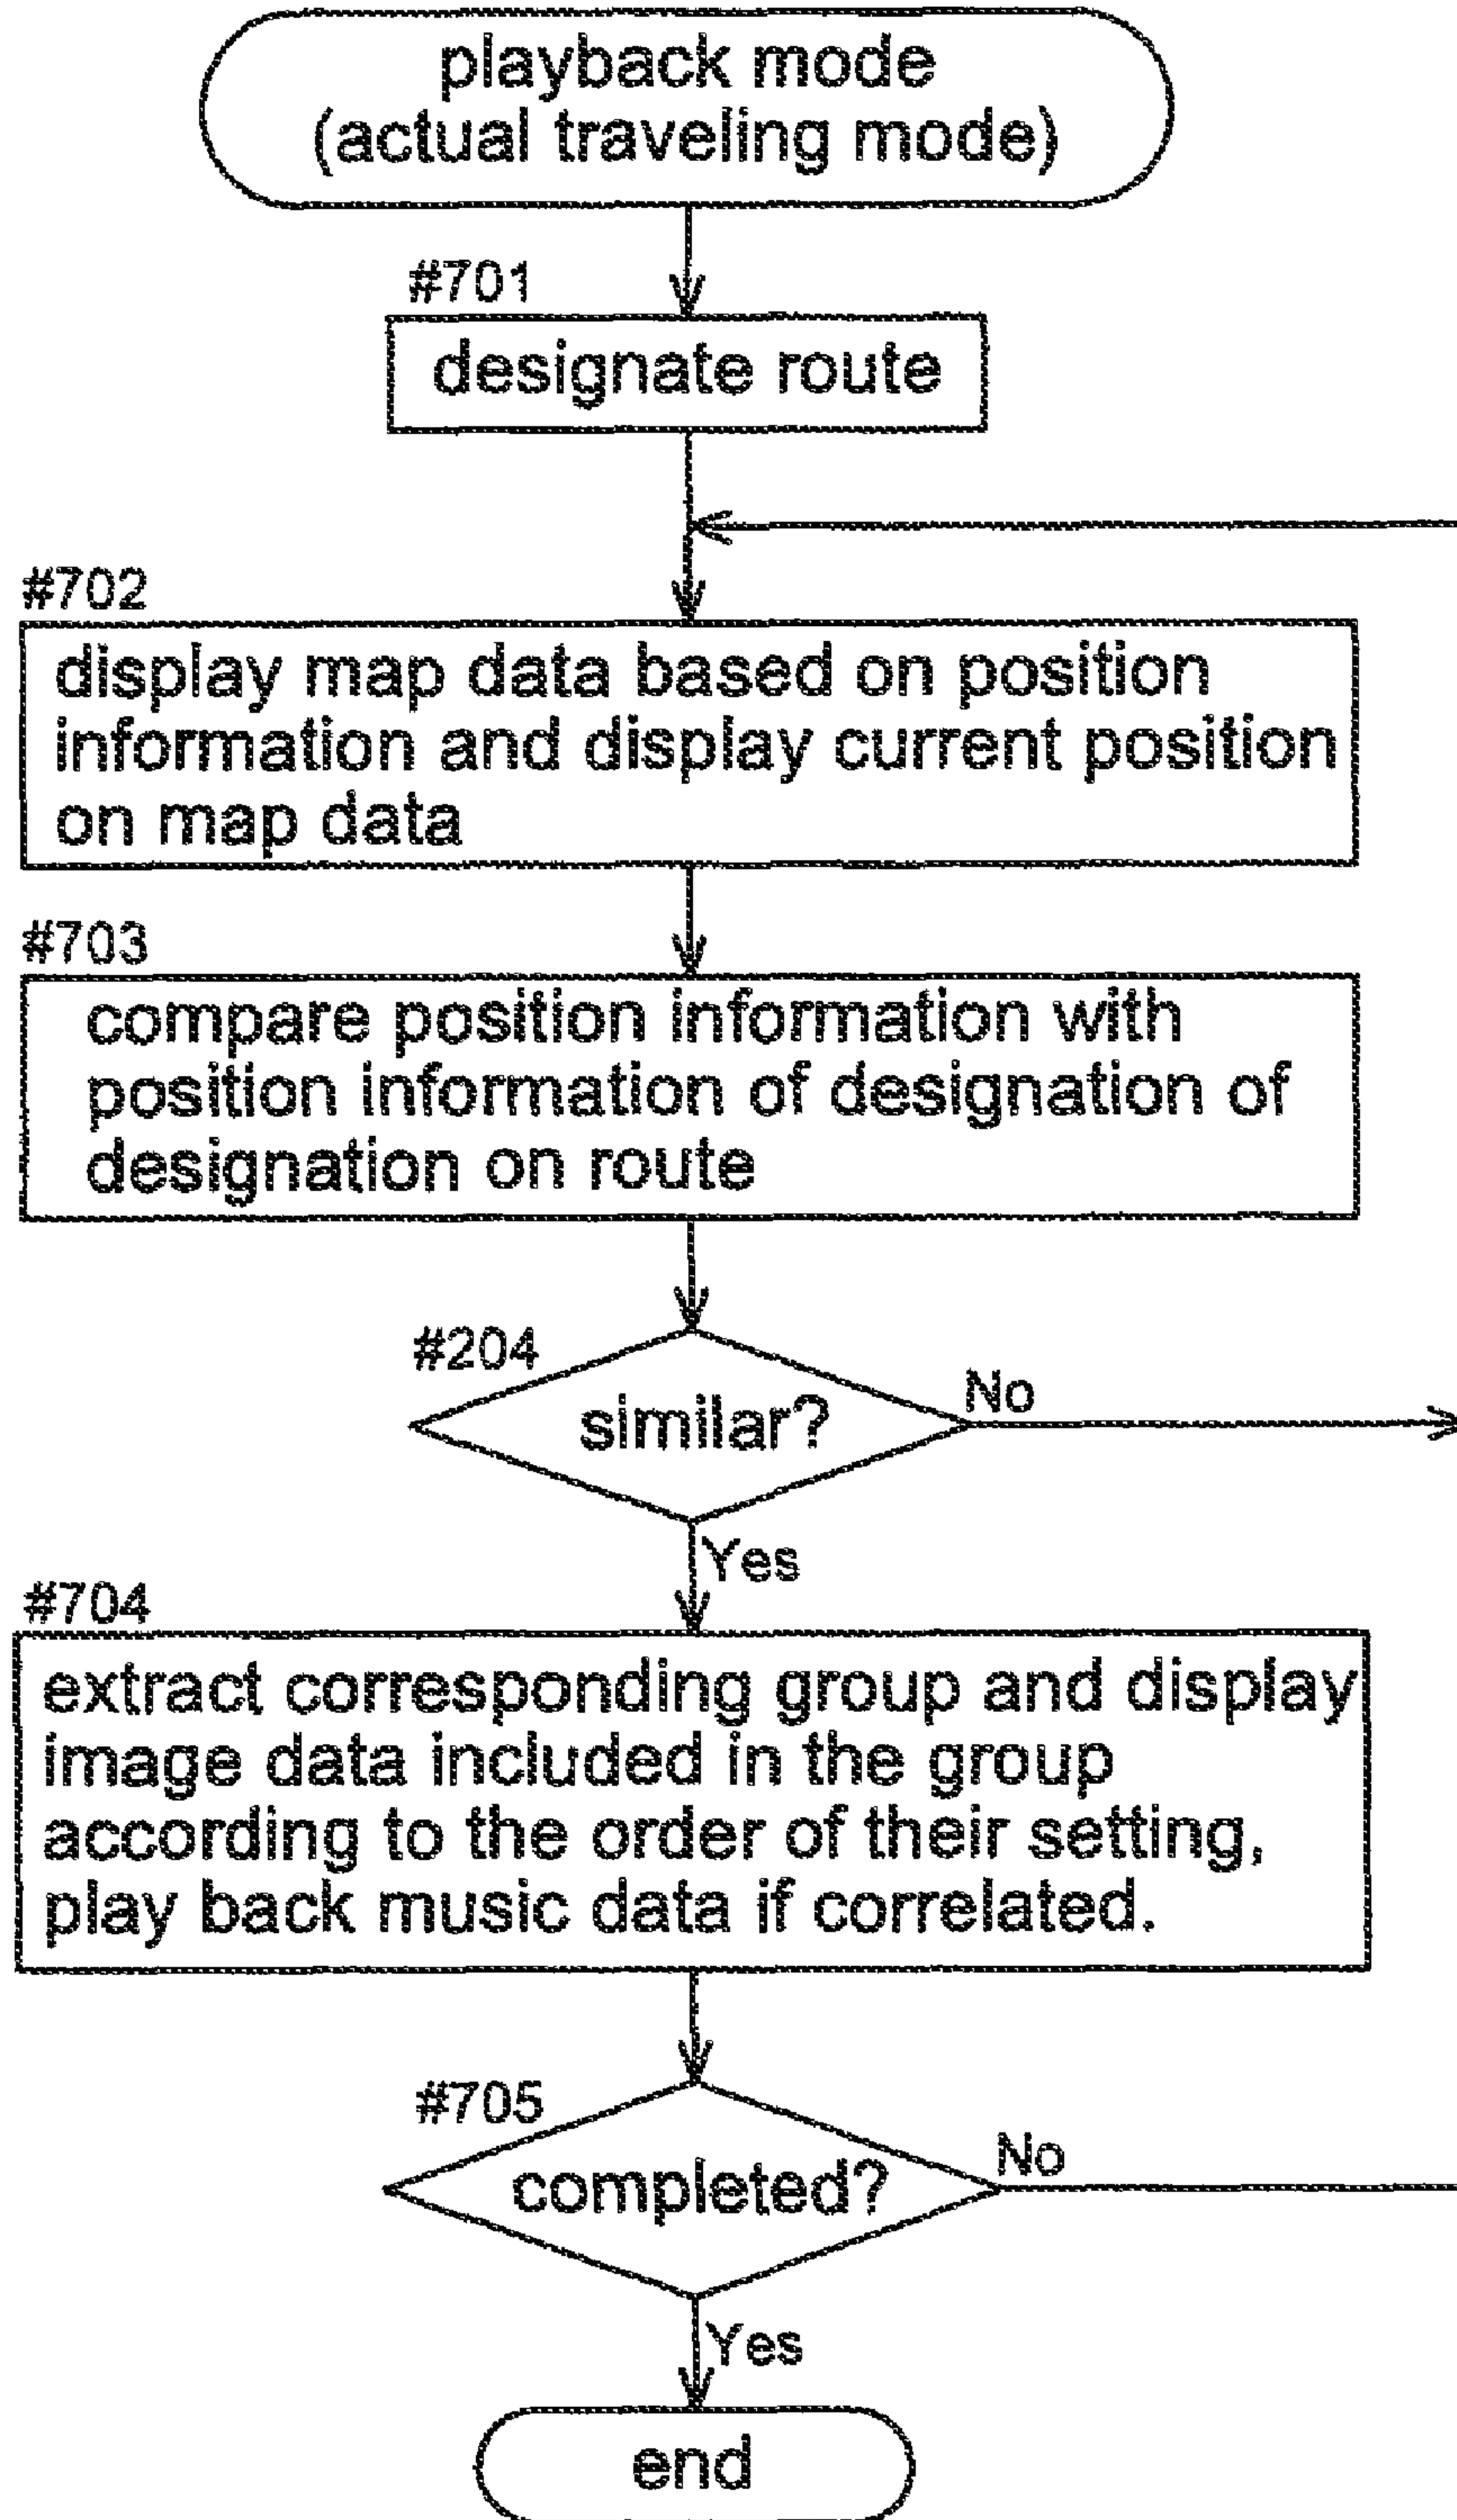 playback mode
(actual traveling mode)
#701
designate route
#702
display map data based on position
information and display current position
on map data
#703
compare position information with
position information of designation of
designation on route
#204
similar?
No
Yes
#704
extract corresponding group and display
image data included in the group
according to the order of their setting,
play back music data if correlated.
#705
completed?
No
Yes
end